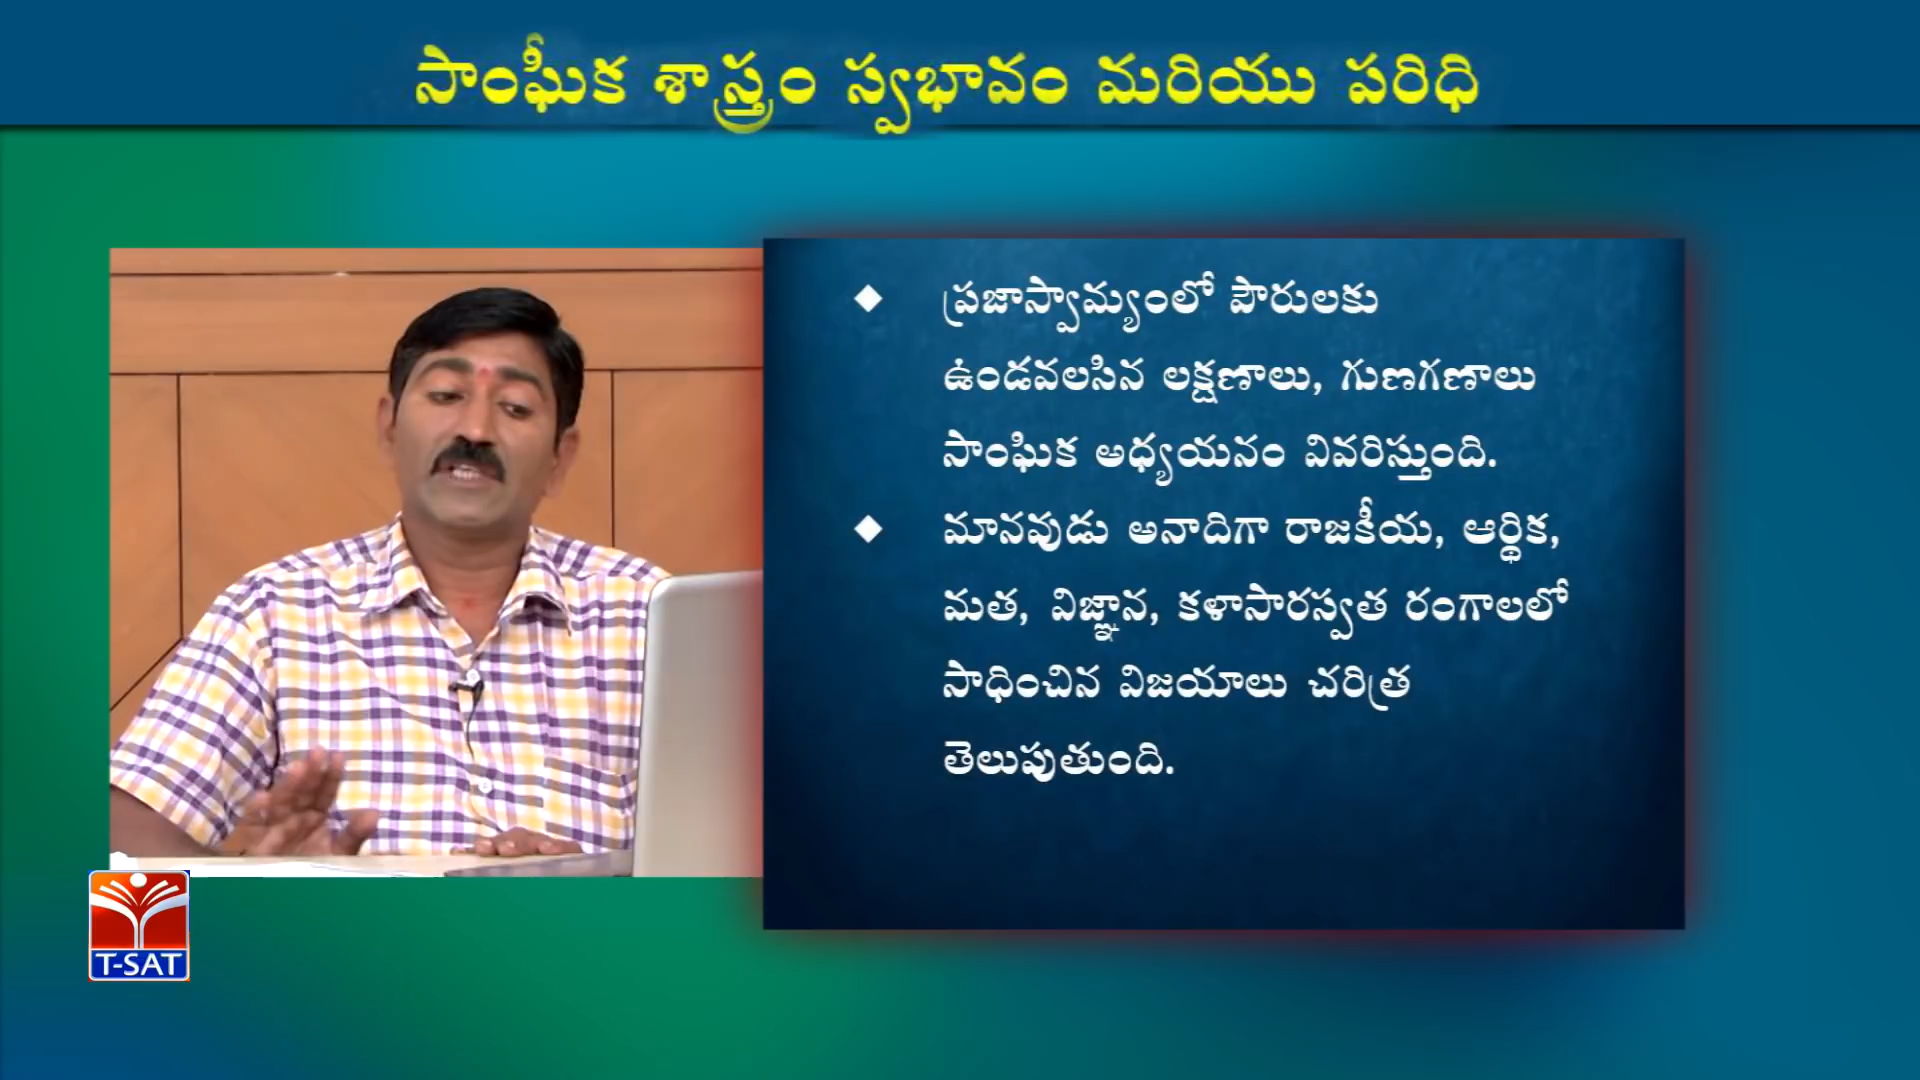 సాంఘీక శాస్త్రం స్వభావం మరియు పరిధి
ప్రజాస్వామ్యంలో పౌరులకు
ఉండవలసిన లక్షణాలు, గుణగణాలు
సాంఘిక అధ్యయనం వివరిస్తుంది.
మానవుడు అనాదిగా రాజకీయ, ఆర్థిక,
మత, విజ్ఞాన, కళాసారస్వత రంగాలలో
సాధించిన విజయాలు చరిత్ర
తెలుపుతుంది.
T-SAT